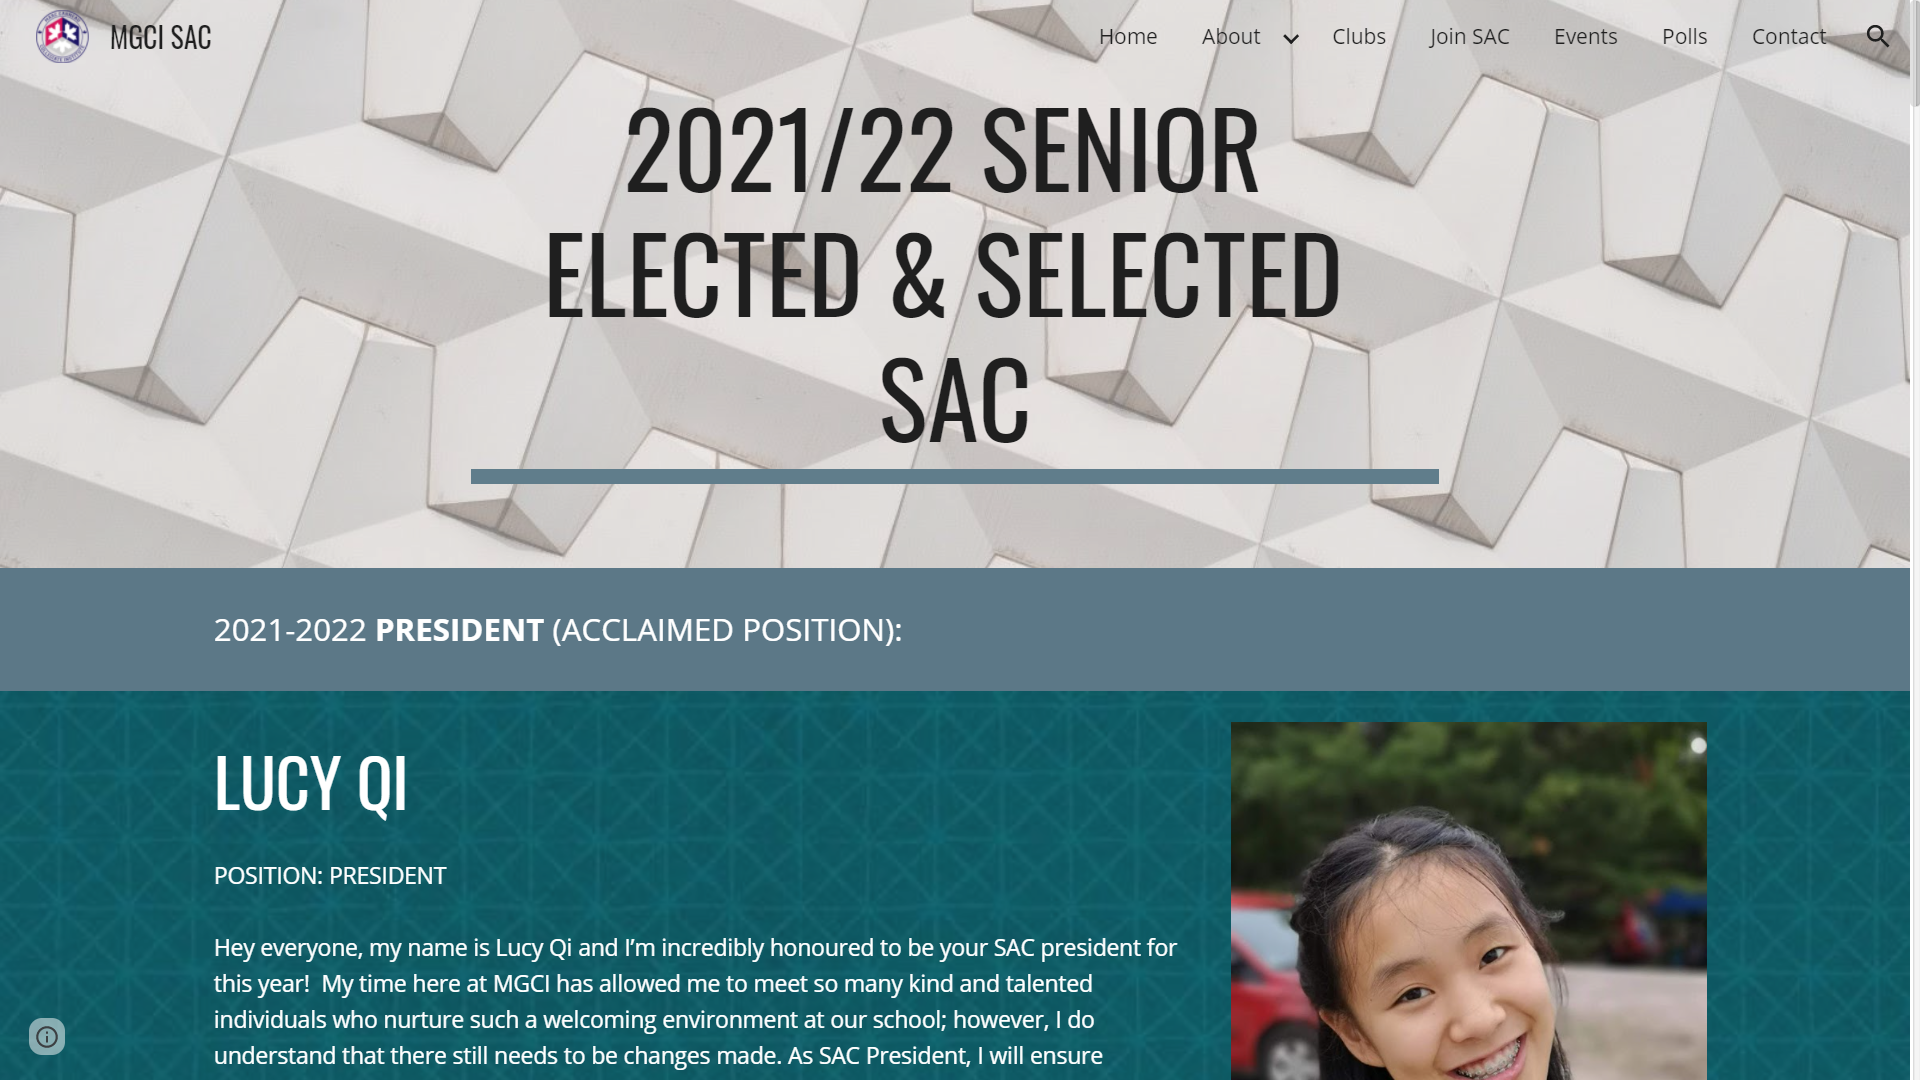 MGCI SAC
Home About Clubs Join SAC Events Polls Contact
2021/22 SENIOR
ELECTED & SELECTED
SAC
2021-2022 PRESIDENT (ACCLAIMED POSITION):
LUCY QI
POSITION: PRESIDENT
Hey everyone, my name is Lucy Qi and I’m incredibly honoured to be your SAC president for
this year!  My time here at MGCI has allowed me to meet so many kind and talented
individuals who nurture such a welcoming environment at our school; however, I do
understand that there still needs to be changes made. As SAC President, I will ensure